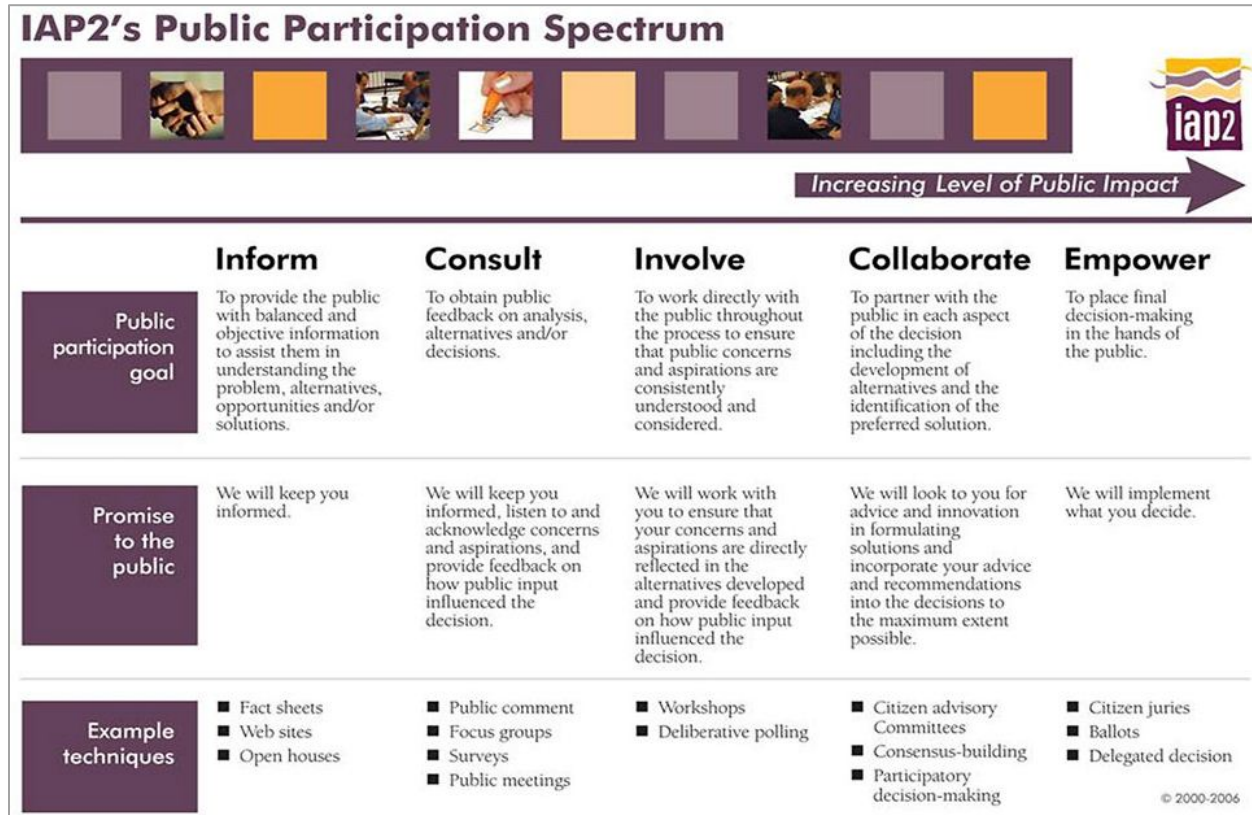 IAP2's Public Participation Spectrum
iap2
Increasing Level of Public Impact
Inform
Consult
Involve
Collaborate
Empower
Public
participation
goal
To provide the public
with balanced and
objective information
to assist them in
understanding the
problem, alternatives,
opportunities and/or
solutions.
To obtain public
feedback on analysis,
alternatives and/or
decisions.
To work directly with
the public throughout
the process to ensure
that public concerns
and aspirations are
consistently
understood and
considered.
To partner with the
public in each aspect
of the decision
including the
development of
alternatives and the
identification of the
preferred solution.
To place final
decision-making
in the hands of
the public.
Promise
to the
public
We will keep you
informed.
We will keep you
informed, listen to and
acknowledge concerns
and aspirations, and
provide feedback on
how public input
influenced the
decision.
We will work with
you to ensure that
your concerns and
aspirations are directly
reflected in the
alternatives developed
and provide feedback
on how public input
influenced the
decision.
We will look to you for
advice and innovation
in formulating
solutions and
incorporate your advice
and recommendations
into the decisions to
the maximum extent
possible.
We will implement
what you decide.
Example
techniques
■ Fact sheets
■ Web sites
■ Open houses
■ Public comment
■ Focus groups
■ Surveys
■ Public meetings
■ Workshops
■ Deliberative polling
■ Citizen advisory
Committees
■ Consensus-building
■ Participatory
decision-making
■ Citizen juries
■ Ballots
■ Delegated decision
© 2000-2006